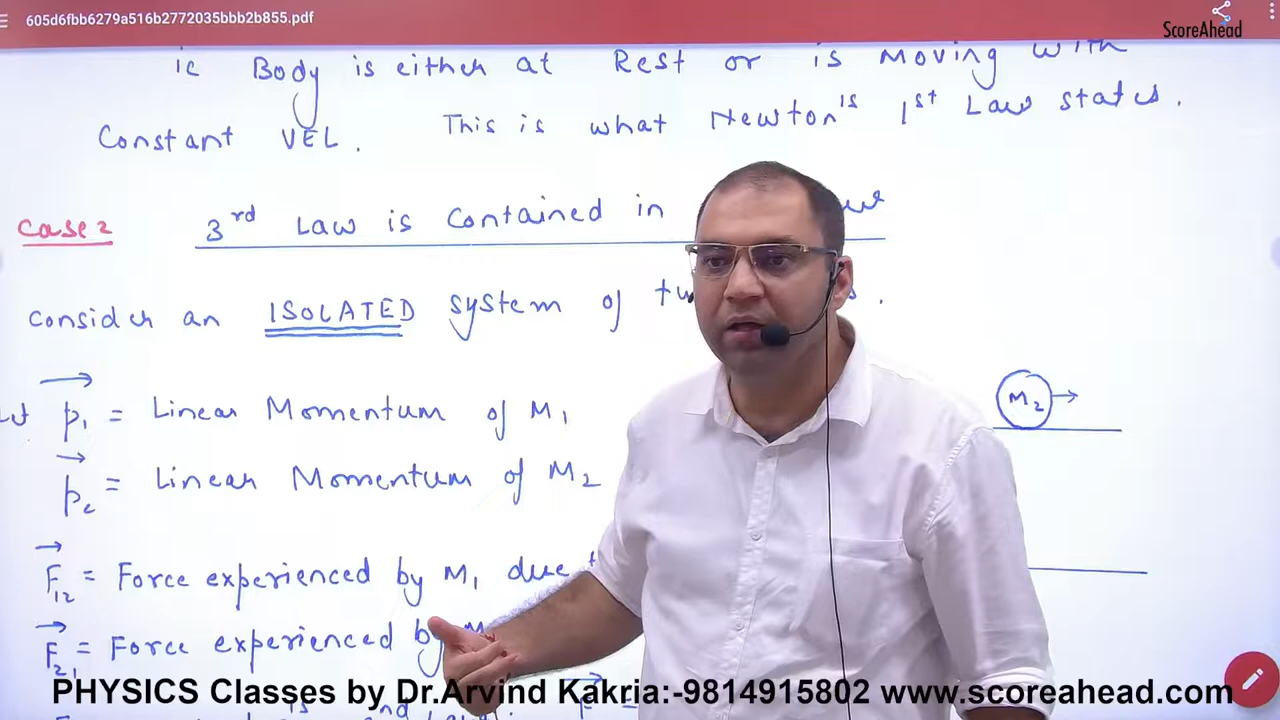 605d6fbb6279a516b2772035bbb2b855.pdf
ScoreAhead
ie Body is either at Rest or is moving with
Constant VEL. This is what Newton's 1st Law states.
Case 2 3rd Law is contained in
consider an ISOLATED system of
Let p1 = Linear Momentum of M1
M2
p2 = Linear Momentum of M2
F12 = Force experienced by M1 due
F21 = Force experienced by
PHYSICS Classes by Dr.Arvind Kakria:-9814915802 www.scoreahead.com